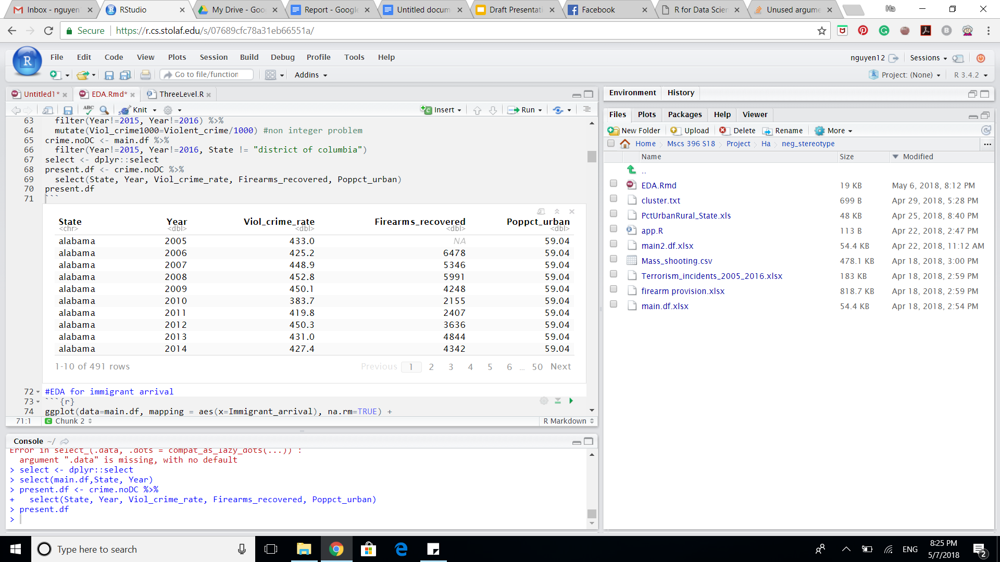 Inbox - nguyen
RStudio
My Drive - Goo
Report - Google
Untitled docum
Draft Presentati
Facebook
R for Data Scien
Unused argume
Ha
Secure | https://r.cs.stolaf.edu/s/07689cfc78a31eb66551a/
File Edit Code View Plots Session Build Debug Profile Tools Help
nguyen12 Sessions
Go to file/function Addins
Project: (None) R 3.4.2
Untitled1* EDA.Rmd* ThreeLevel.R
ABC Knit Insert Run
63 filter(Year!=2015, Year!=2016) %>%
64 mutate(Viol_crime1000=Violent_crime/1000) #non integer problem
65 crime.noDC <- main.df %>%
66 filter(Year!=2015, Year!=2016, State != "district of columbia")
67 select <- dplyr::select
68 present.df <- crime.noDC %>%
69 select(State, Year, Viol_crime_rate, Firearms_recovered, Poppct_urban)
70 present.df
71 ```
State Year Viol_crime_rate Firearms_recovered Poppct_urban
<chr> <dbl> <dbl> <dbl> <dbl>
alabama 2005 433.0 NA 59.04
alabama 2006 425.2 6478 59.04
alabama 2007 448.9 5346 59.04
alabama 2008 452.8 5991 59.04
alabama 2009 450.1 4248 59.04
alabama 2010 383.7 2155 59.04
alabama 2011 419.8 2407 59.04
alabama 2012 450.3 3636 59.04
alabama 2013 431.0 4844 59.04
alabama 2014 427.4 4342 59.04
1-10 of 491 rows Previous 1 2 3 4 5 6 ... 50 Next
72 #EDA for immigrant arrival
73 ```{r}
74 ggplot(data=main.df, mapping = aes(x=Immigrant_arrival), na.rm=TRUE) +
71:1 C Chunk 2 R Markdown
Console ~/
Error in select_(.data, .dots = compat_as_lazy_dots(...)) :
argument ".data" is missing, with no default
> select <- dplyr::select
> select(main.df,State, Year)
> present.df <- crime.noDC %>%
+ select(State, Year, Viol_crime_rate, Firearms_recovered, Poppct_urban)
> present.df
>
Environment History
Files Plots Packages Help Viewer
New Folder Upload Delete Rename More
Home Mscs 396 S18 Project Ha neg_stereotype ...
Name Size Modified
..
EDA.Rmd 19 KB May 6, 2018, 8:12 PM
cluster.txt 699 B Apr 29, 2018, 5:28 PM
PctUrbanRural_State.xls 48 KB Apr 25, 2018, 8:40 PM
app.R 113 B Apr 22, 2018, 2:47 PM
main2.df.xlsx 54.4 KB Apr 22, 2018, 11:12 AM
Mass_shooting.csv 478.1 KB Apr 18, 2018, 3:00 PM
Terrorism_incidents_2005_2016.xlsx 183 KB Apr 18, 2018, 2:59 PM
firearm provision.xlsx 818.7 KB Apr 18, 2018, 2:59 PM
main.df.xlsx 54.4 KB Apr 18, 2018, 2:54 PM
Type here to search
ENG
8:25 PM
5/7/2018
2